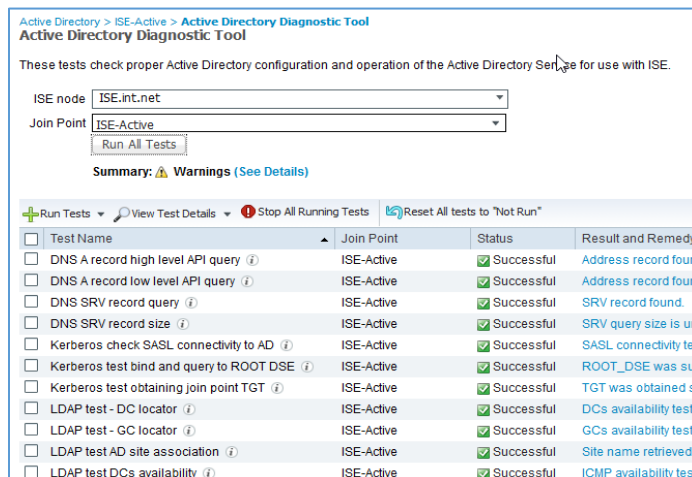 Active Directory > ISE-Active > Active Directory Diagnostic Tool
Active Directory Diagnostic Tool
These tests check proper Active Directory configuration and operation of the Active Directory Service for use with ISE.
ISE node ISE.int.net
Join Point ISE-Active
Run All Tests
Summary: Warnings (See Details)
Run Tests View Test Details Stop All Running Tests Reset All tests to "Not Run"
Test Name Join Point Status Result and Remedy
DNS A record high level API query ISE-Active Successful Address record foun
DNS A record low level API query ISE-Active Successful Address record foun
DNS SRV record query ISE-Active Successful SRV record found.
DNS SRV record size ISE-Active Successful SRV query size is u
Kerberos check SASL connectivity to AD ISE-Active Successful SASL connectivity te
Kerberos test bind and query to ROOT DSE ISE-Active Successful ROOT_DSE was su
Kerberos test obtaining join point TGT ISE-Active Successful TGT was obtained s
LDAP test - DC locator ISE-Active Successful DCs availability test
LDAP test - GC locator ISE-Active Successful GCs availability test
LDAP test AD site association ISE-Active Successful Site name retrieved
LDAP test DCs availability ISE-Active Successful ICMP availability tes